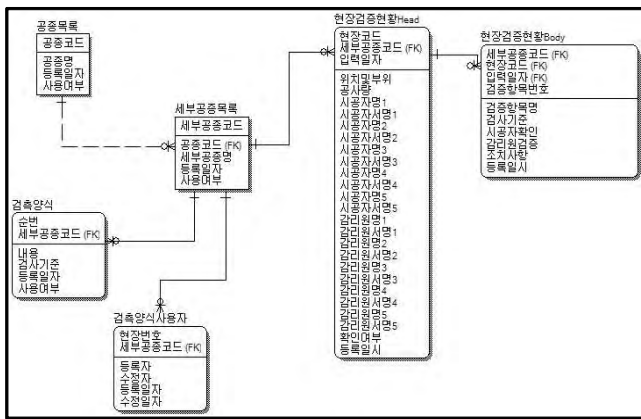 공종목록
공종코드
공종명
등록일자
사용여부
세부공종목록
세부공종코드
공종코드 (FK)
세부공종명
등록일자
사용여부
검측양식
순번
세부공종코드 (FK)
내용
검사기준
등록일자
사용여부
검측양식사용자
현장번호
세부공종코드 (FK)
등록자
수정자
등록일자
수정일자
현장검증현황Head
현장코드
세부공종코드 (FK)
입력일자
위치및부위
공사량
시공자명1
시공자서명1
시공자명2
시공자서명2
시공자명3
시공자서명3
시공자명4
시공자서명4
시공자명5
시공자서명5
감리원명1
감리원서명1
감리원명2
감리원서명2
감리원명3
감리원서명3
감리원명4
감리원서명4
감리원명5
감리원서명5
확인여부
등록일시
현장검증현황Body
세부공종코드 (FK)
현장코드 (FK)
입력일자 (FK)
검증항목번호
검증항목명
검사기준
시공자확인
감리원검증
조치사항
등록일시